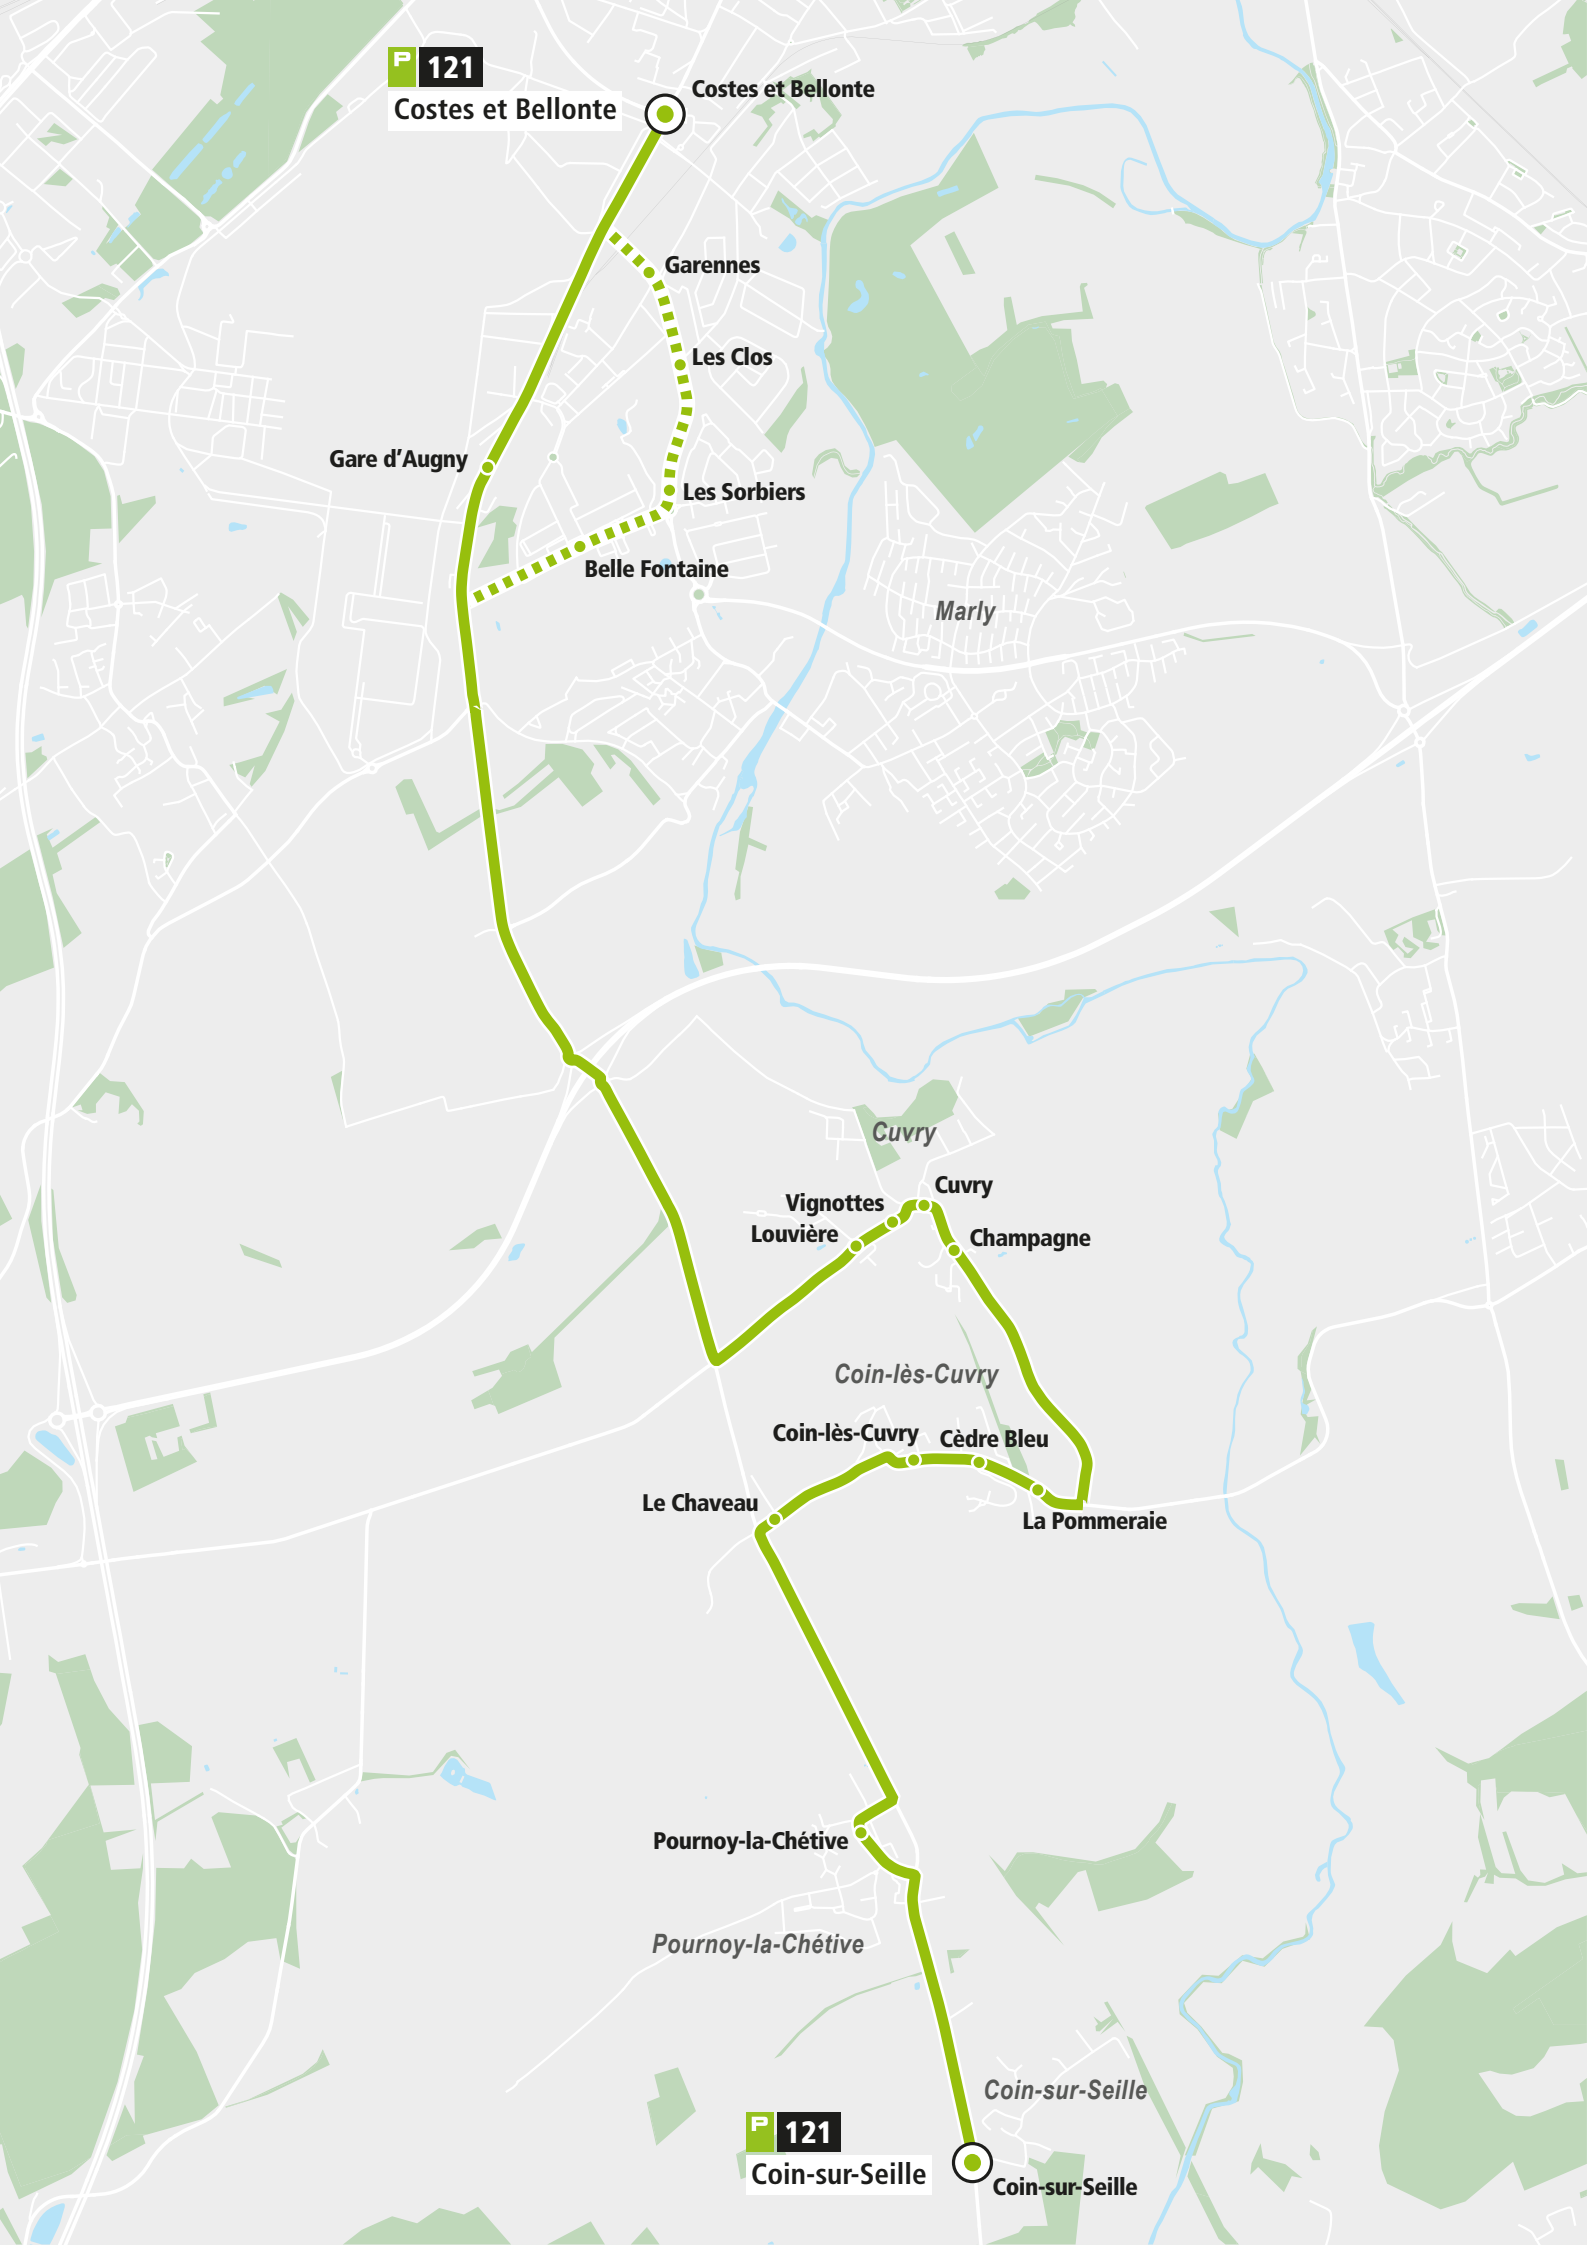 P 121
Costes et Bellonte
Costes et Bellonte
Garennes
Les Clos
Gare d’Augny
Les Sorbiers
Belle Fontaine
Marly
Cuvry
Cuvry
Vignottes
Louvière
Champagne
Coin-lès-Cuvry
Coin-lès-Cuvry
Cèdre Bleu
Le Chaveau
La Pommeraie
Pournoy-la-Chétive
Pournoy-la-Chétive
Coin-sur-Seille
P 121
Coin-sur-Seille
Coin-sur-Seille